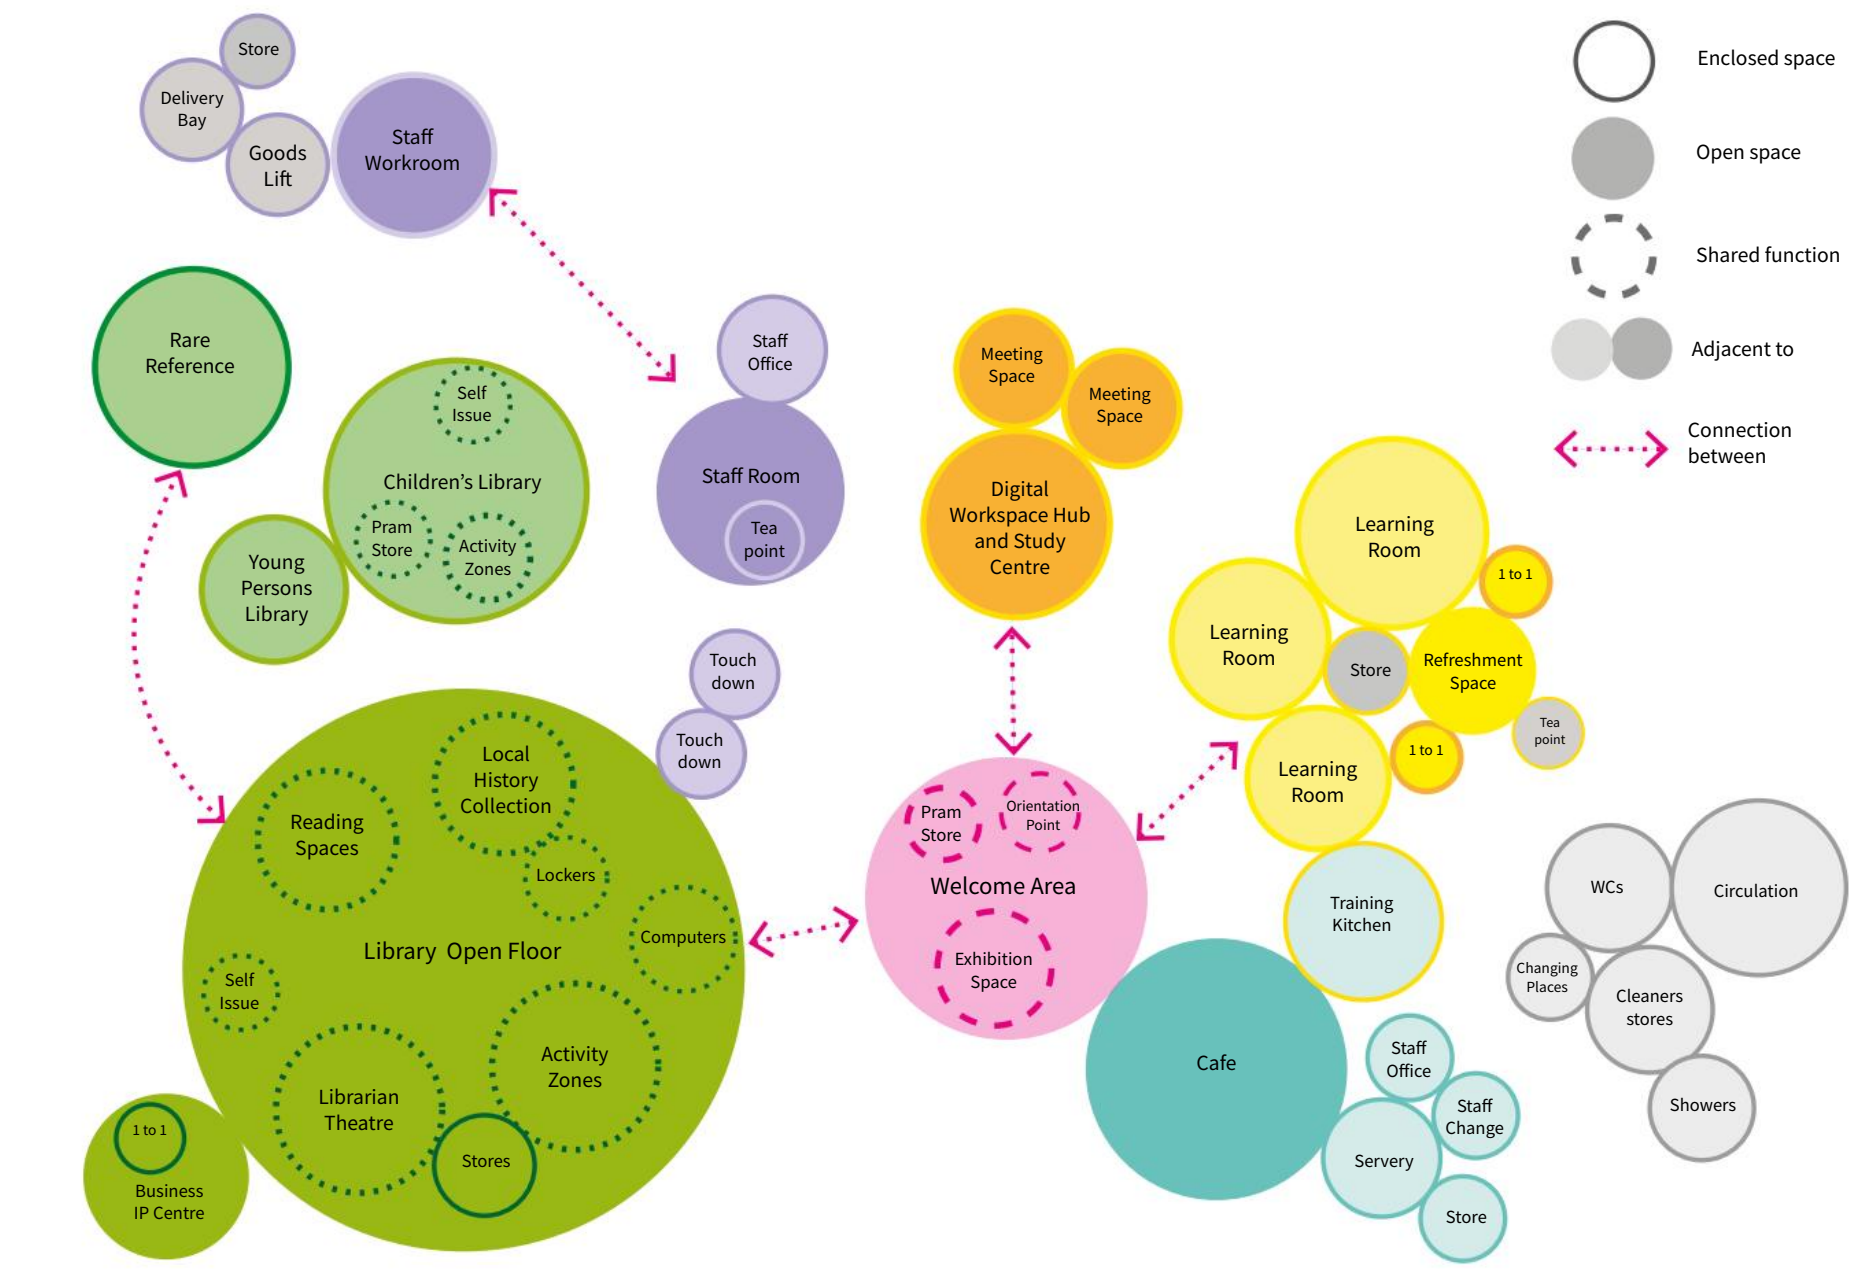 Store
Delivery
Bay
Goods
Lift
Staff
Workroom
Rare
Reference
Self
Issue
Children's Library
Pram
Store
Activity
Zones
Young
Persons
Library
Staff
Office
Staff Room
Tea
point
Touch
down
Touch
down
Local
History
Collection
Reading
Spaces
Lockers
Computers
Library Open Floor
Self
Issue
Activity
Zones
Librarian
Theatre
Stores
1 to 1
Business
IP Centre
Meeting
Space
Meeting
Space
Digital
Workspace Hub
and Study
Centre
Pram
Store
Orientation
Point
Welcome Area
Exhibition
Space
Learning
Room
1 to 1
Learning
Room
Store
Refreshment
Space
Tea
point
1 to 1
Learning
Room
Training
Kitchen
Cafe
Staff
Office
Staff
Change
Servery
Store
WCs
Circulation
Changing
Places
Cleaners
stores
Showers
Enclosed space
Open space
Shared function
Adjacent to
Connection
between